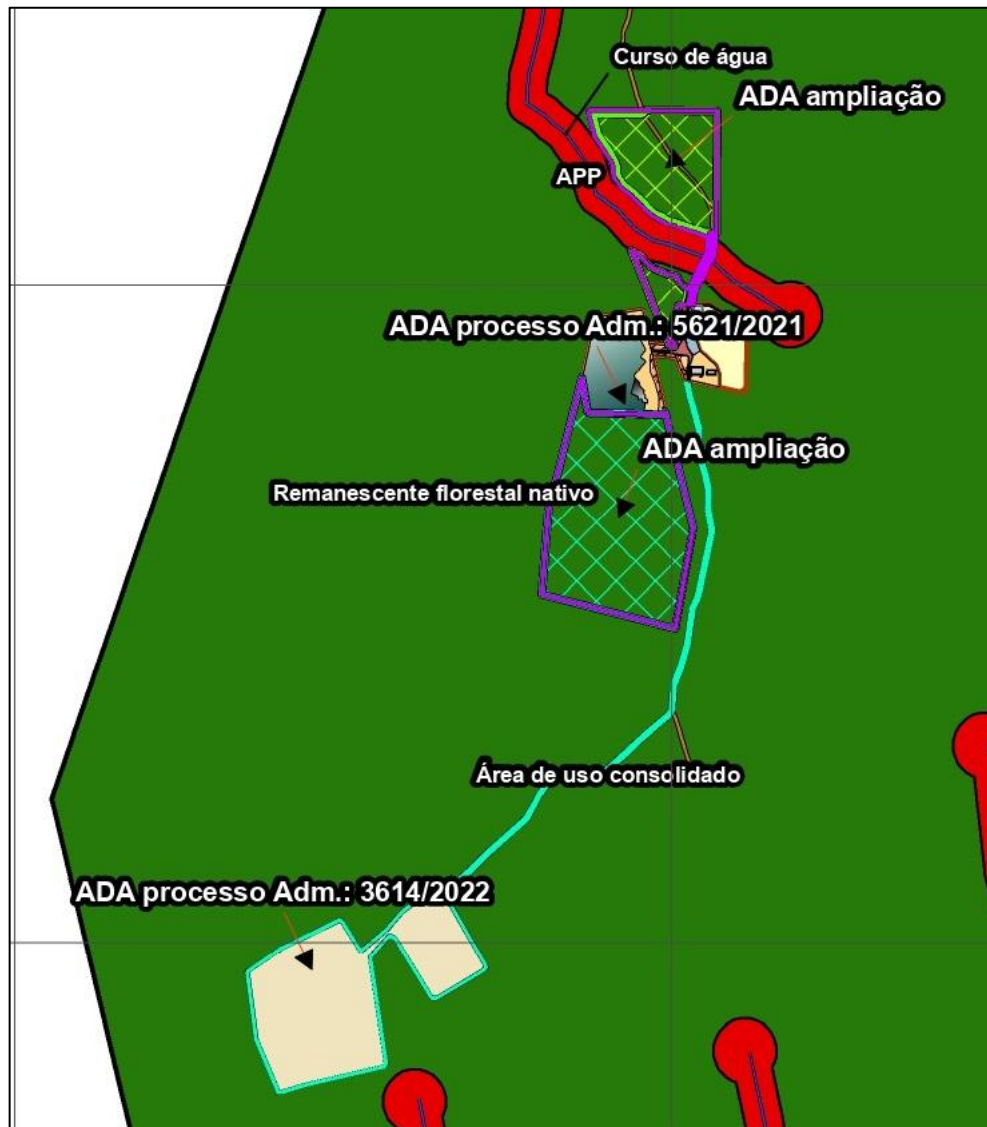 Curso de água
ADA ampliação
APP
ADA processo Adm.: 5621/2021
ADA ampliação
Remanescente florestal nativo
Área de uso consolidado
ADA processo Adm.: 3614/2022